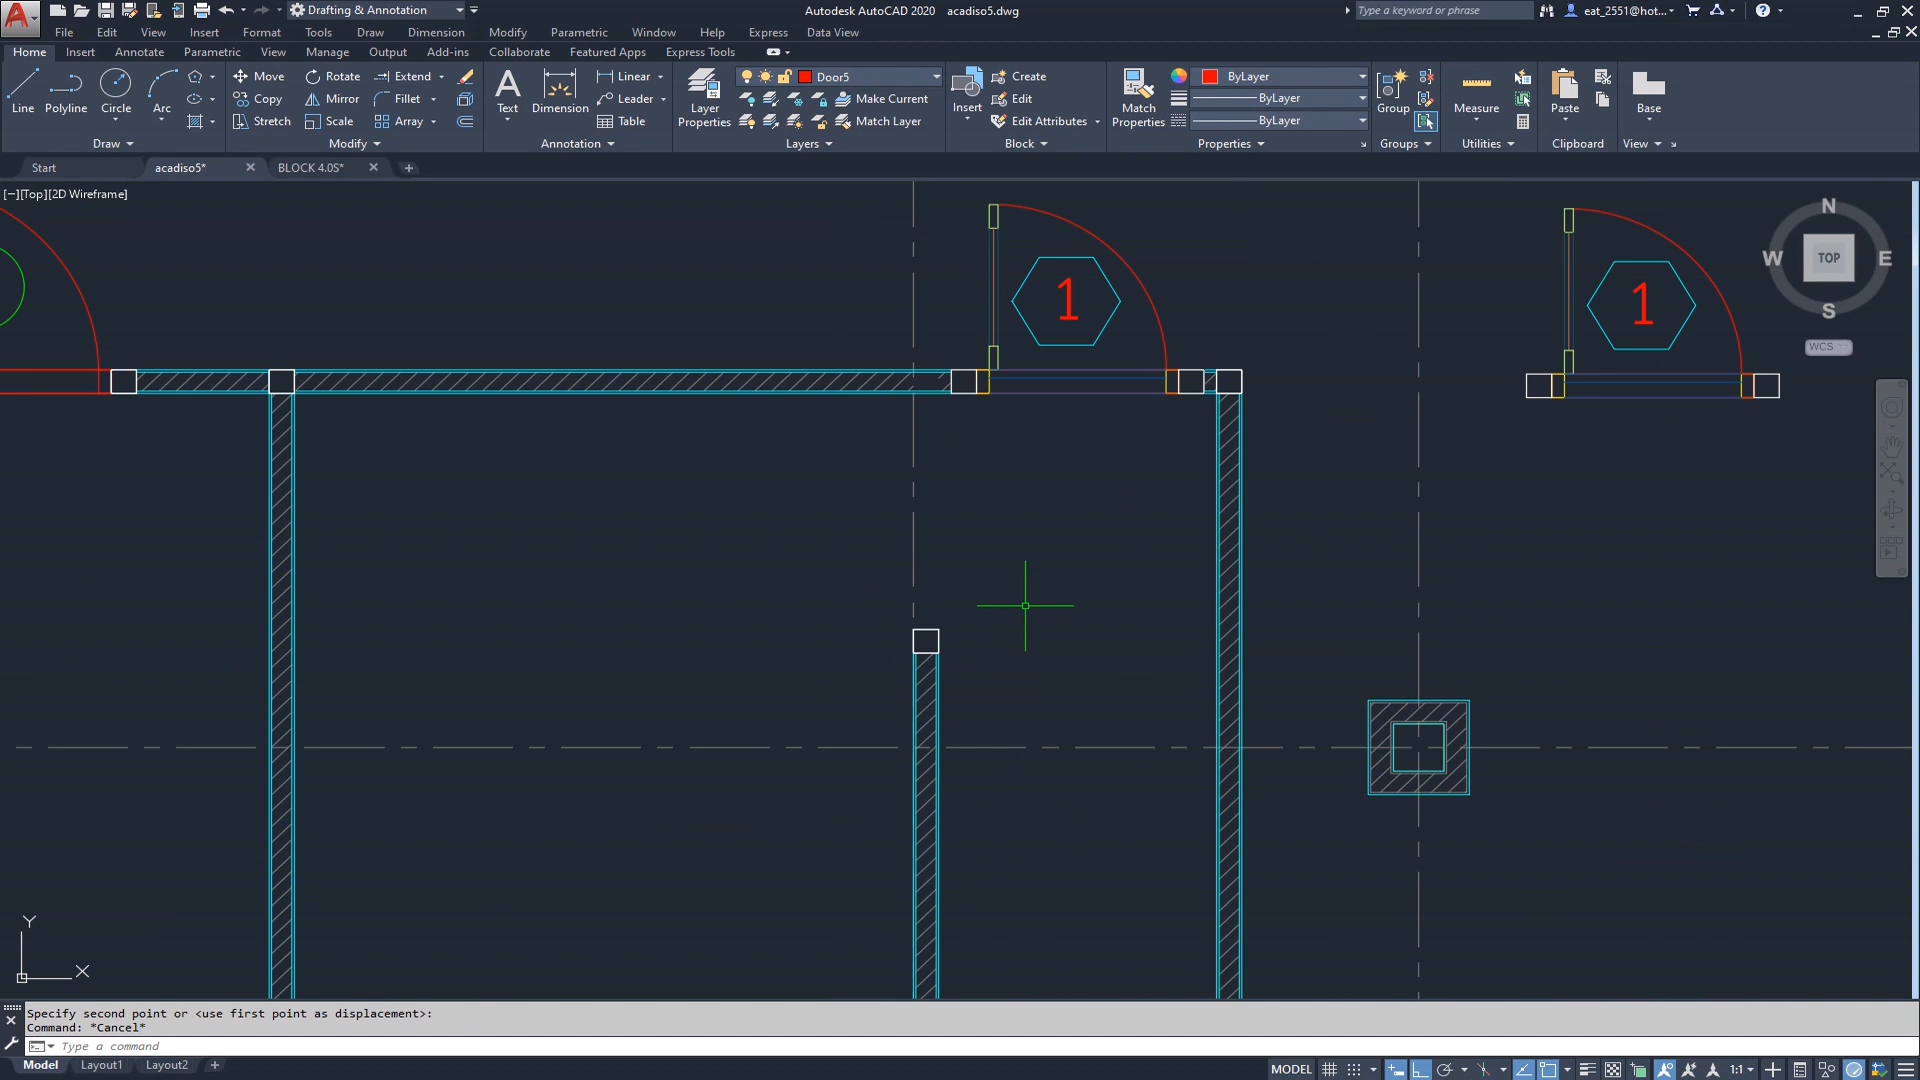 Drafting & Annotation
Autodesk AutoCAD 2020 acadiso5.dwg
Type a keyword or phrase
eat_2551@hot...
File Edit View Insert Format Tools Draw Dimension Modify Parametric Window Help Express Data View
Home Insert Annotate Parametric View Manage Output Add-ins Collaborate Featured Apps Express Tools
Line Polyline Circle Arc
Move Rotate Extend
Copy Mirror Fillet
Stretch Scale Array
Text Dimension
Linear
Leader
Table
Layer Properties
Door5
Make Current
Match Layer
Insert
Create
Edit
Edit Attributes
Match Properties
ByLayer
ByLayer
ByLayer
Group
Measure
Paste
Base
Draw Modify Annotation Layers Block Properties Groups Utilities Clipboard View
Start acadiso5* BLOCK 4.0S*
[−][Top][2D Wireframe]
N
W TOP E
S
WCS
1
1
Y
X
Specify second point or <use first point as displacement>:
Command: *Cancel*
Type a command
Model Layout1 Layout2
MODEL 1:1